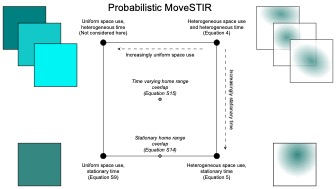 Probabilistic MoveSTIR
Uniform space use,
heterogeneous time
(Not considered here)
Heterogeneous space use
and heterogeneous time
(Equation 4)
Increasingly uniform space use
Increasingly stationary
time
Time varying home range
overlap
(Equation S15)
Stationary home range
overlap
(Equation S14)
Uniform space use,
stationary time
(Equation S9)
Heterogeneous space use,
stationary time
(Equation 5)